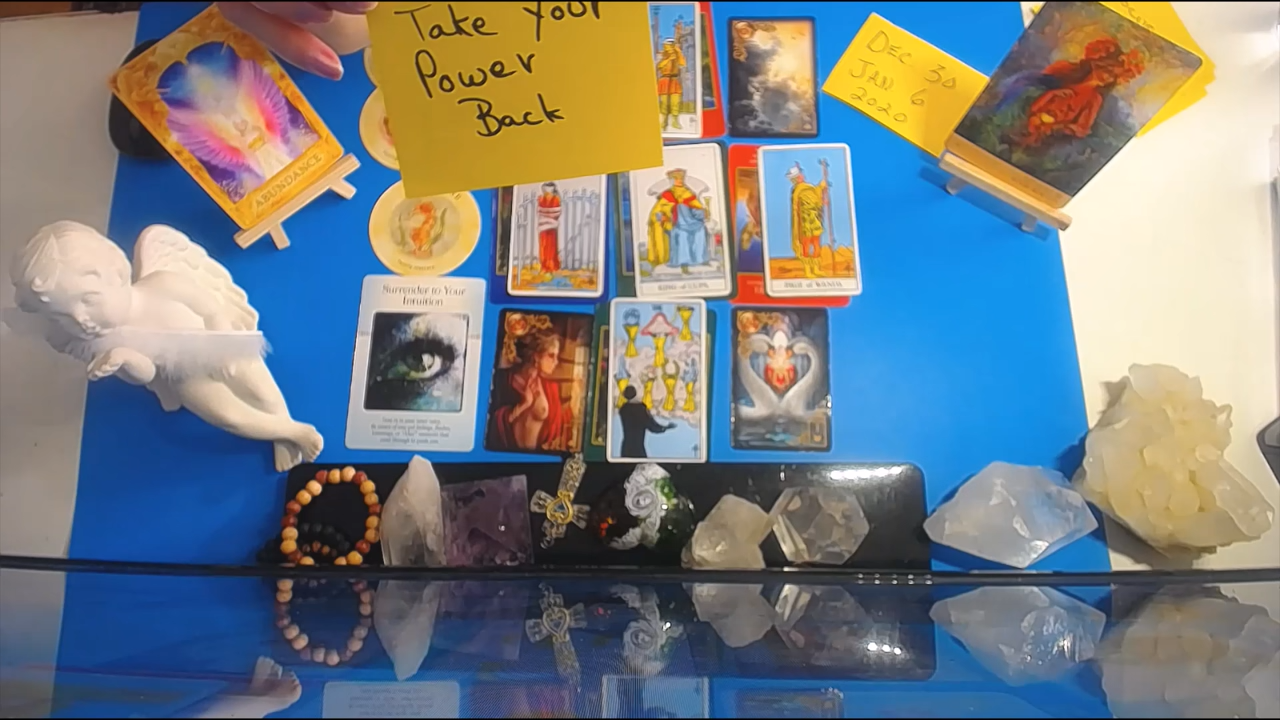 Take Your
Power
Back
DEC 30
JAN 6
2020
ABUNDANCE
KING of CUPS
PAGE of WANDS
Surrender to Your
Intuition